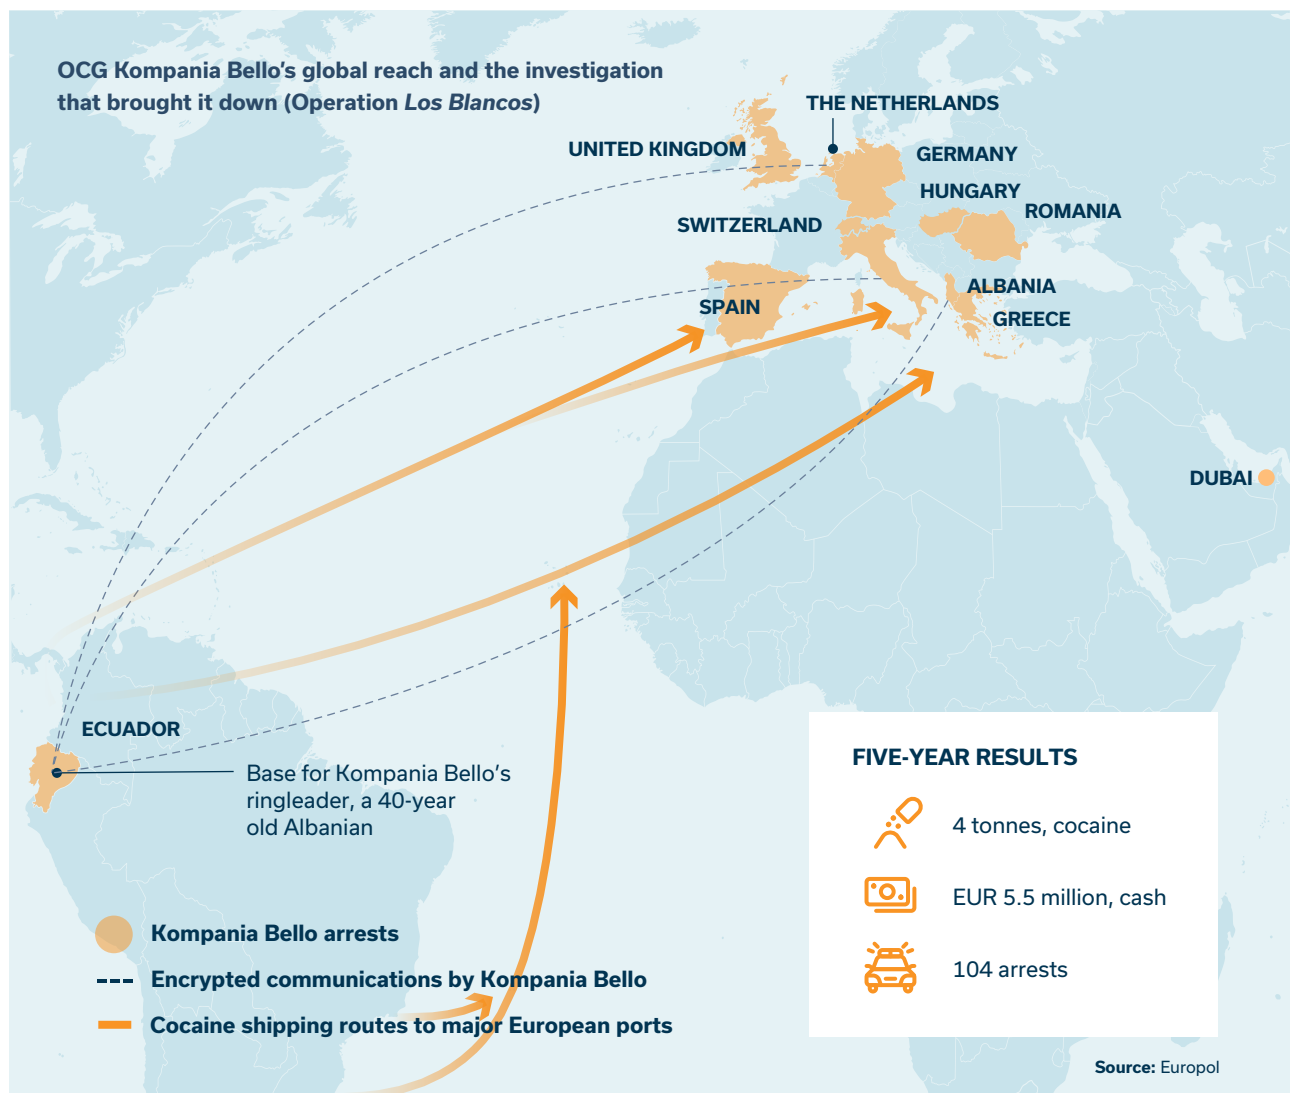 OCG Kompania Bello's global reach and the investigation
that brought it down (Operation Los Blancos)
THE NETHERLANDS
UNITED KINGDOM
GERMANY
HUNGARY
ROMANIA
SWITZERLAND
ALBANIA
SPAIN
GREECE
DUBAI
ECUADOR
Base for Kompania Bello's
ringleader, a 40-year
old Albanian
FIVE-YEAR RESULTS
4 tonnes, cocaine
EUR 5.5 million, cash
104 arrests
Kompania Bello arrests
Encrypted communications by Kompania Bello
Cocaine shipping routes to major European ports
Source: Europol